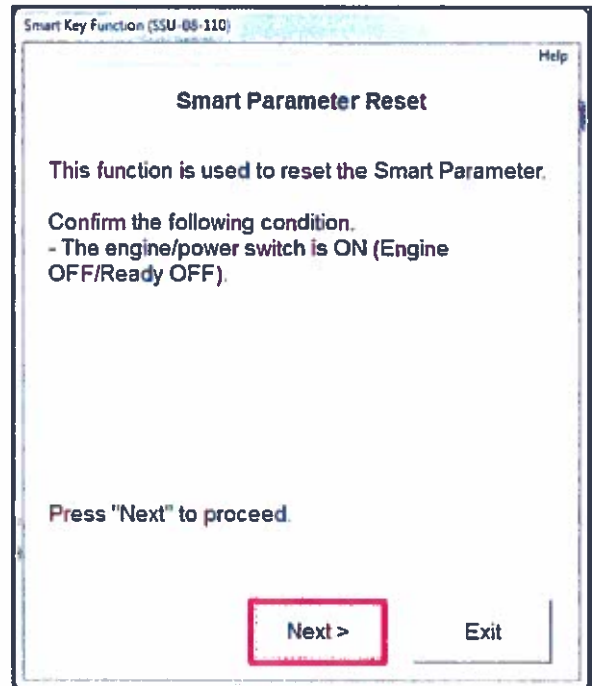 Smart Key Function (SSU-08-110)
Help
Smart Parameter Reset
This function is used to reset the Smart Parameter.
Confirm the following condition.
- The engine/power switch is ON (Engine
OFF/Ready OFF).
Press "Next" to proceed.
Next >
Exit